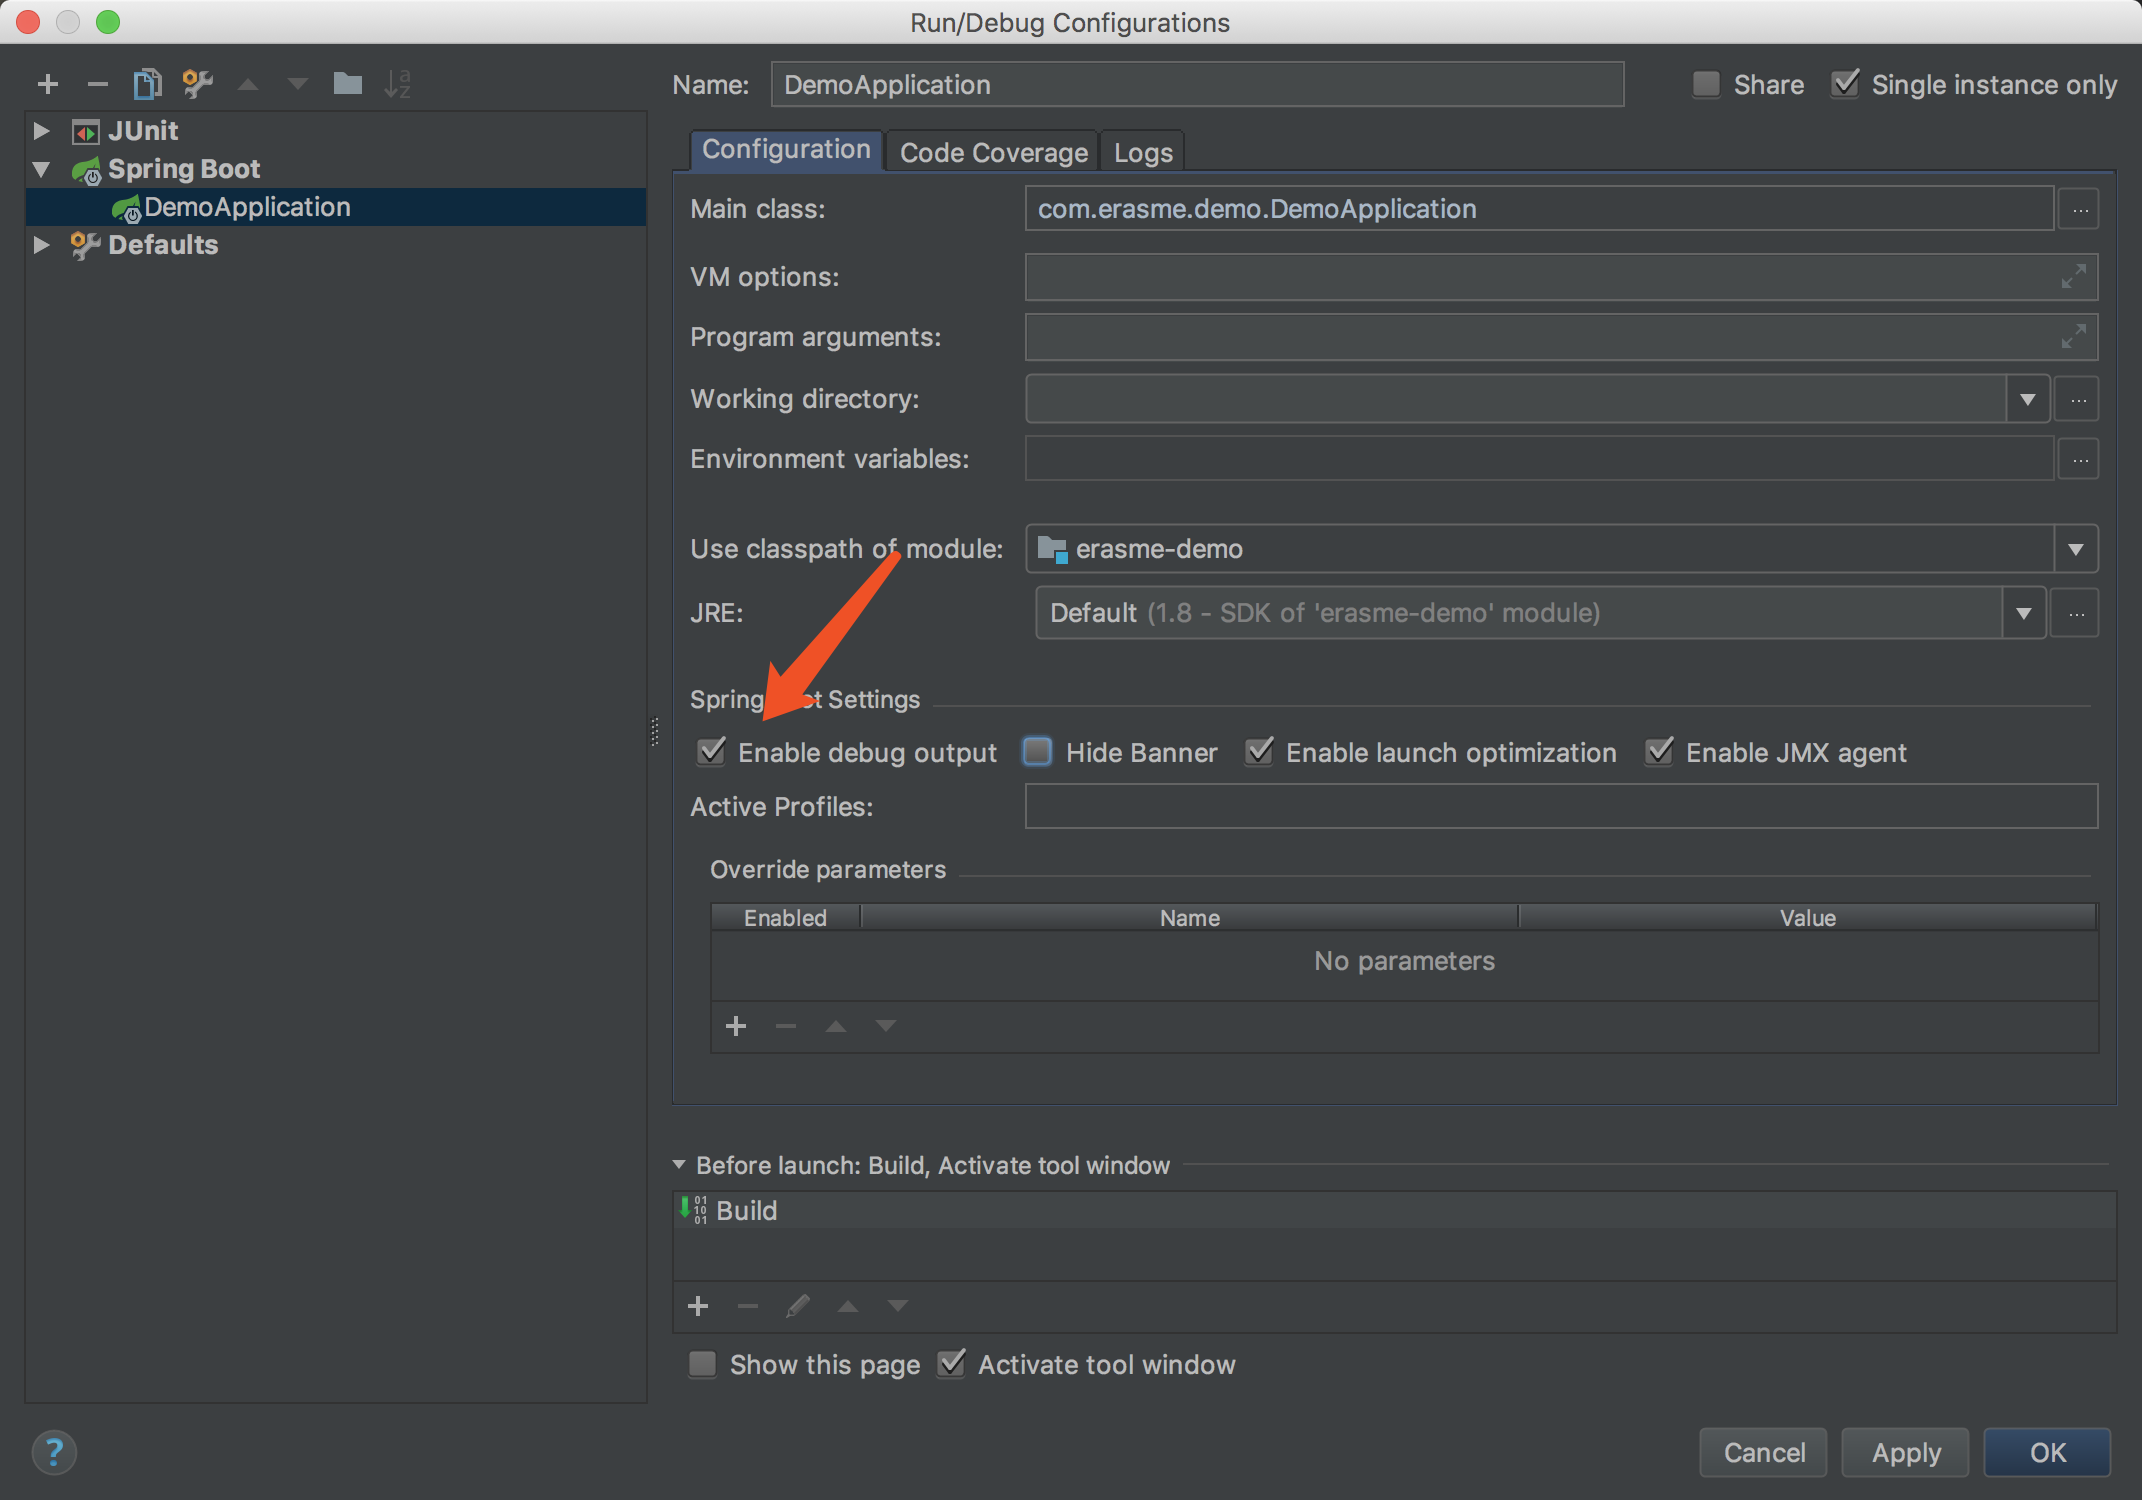 Run/Debug Configurations
Name: DemoApplication Share Single instance only
JUnit
Spring Boot
DemoApplication
Defaults
Configuration Code Coverage Logs
Main class: com.erasme.demo.DemoApplication ...
VM options:
Program arguments:
Working directory: ...
Environment variables: ...
Use classpath of module: erasme-demo
JRE: Default (1.8 - SDK of 'erasme-demo' module) ...
Spring ot Settings
Enable debug output Hide Banner Enable launch optimization Enable JMX agent
Active Profiles:
Override parameters
Enabled Name Value
No parameters
Before launch: Build, Activate tool window
Build
Show this page Activate tool window
? Cancel Apply OK